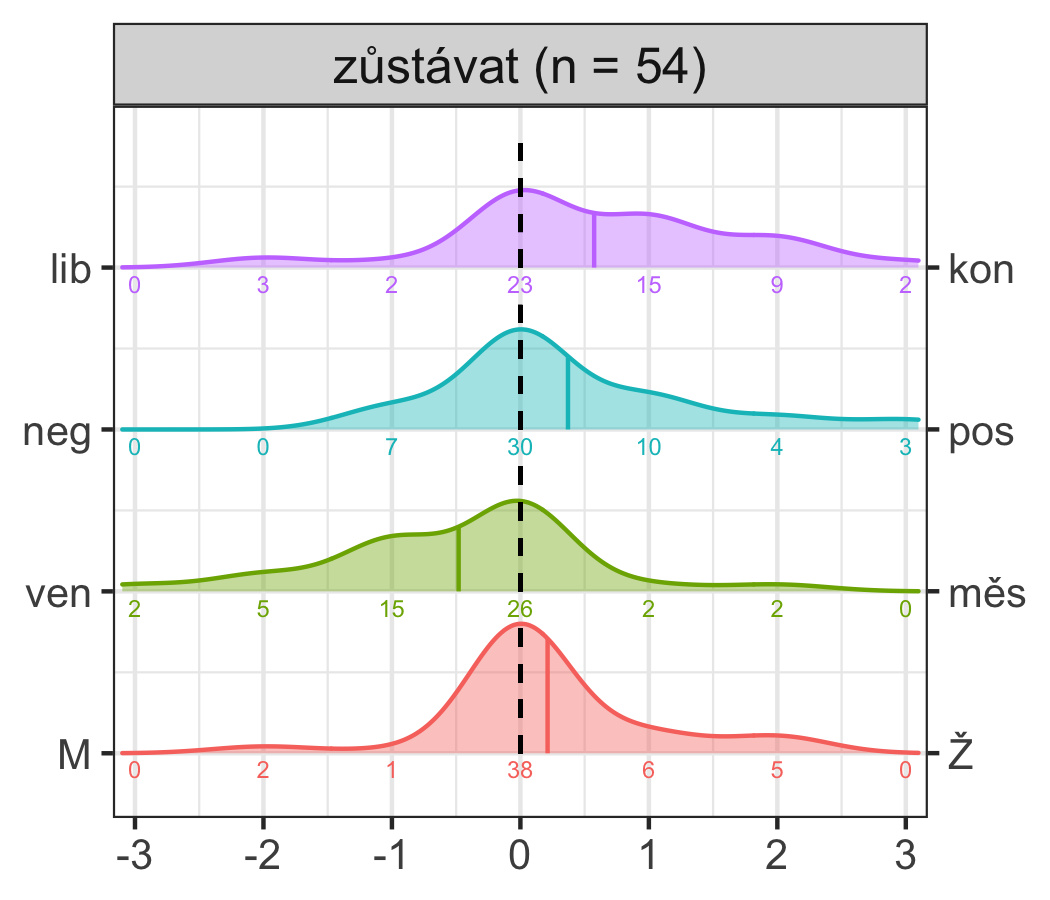 zůstávat (n = 54)
lib kon
0 3 2 23 15 9 2
neg pos
0 0 7 30 10 4 3
ven měs
2 5 15 26 2 2 0
M Ž
0 2 1 38 6 5 0
-3 -2 -1 0 1 2 3